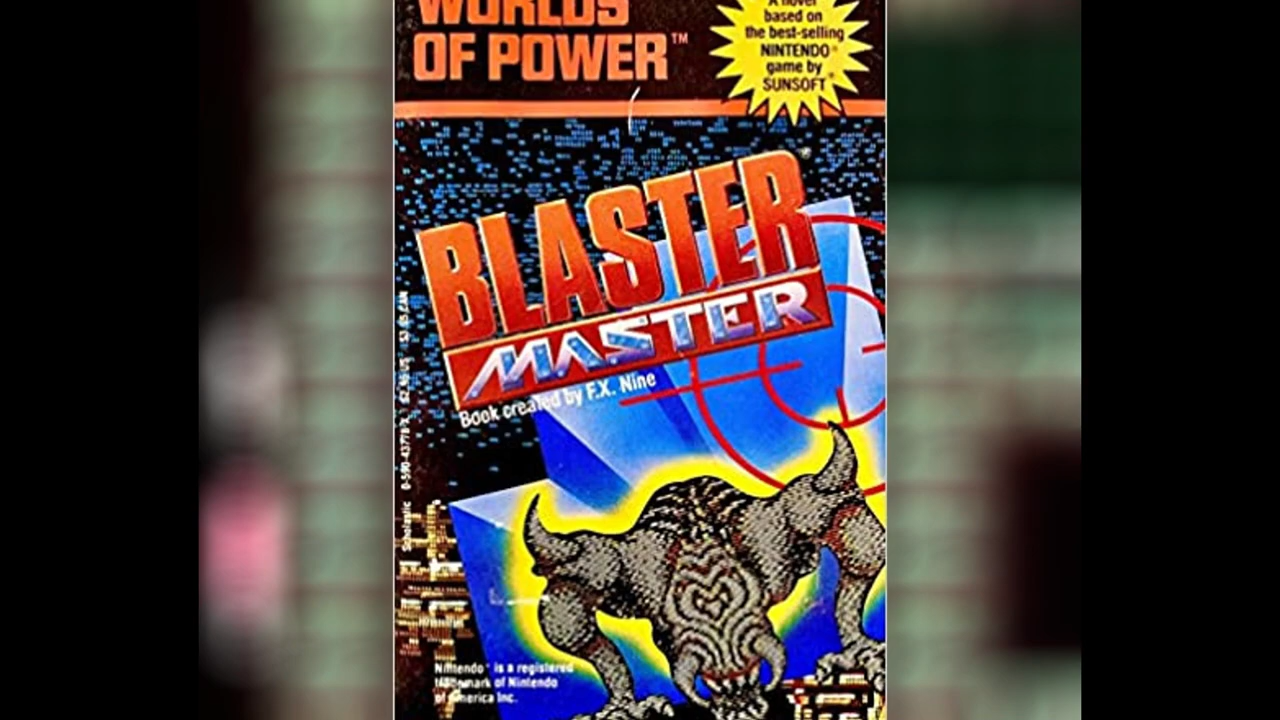 WORLDS
OF POWER™
A novel
based on
the best-selling
NINTENDO®
game by
SUNSOFT®
BLASTER®
MASTER
Book created by F.X. Nine
Scholastic
Nintendo® is a registered
trademark of Nintendo
of America Inc.